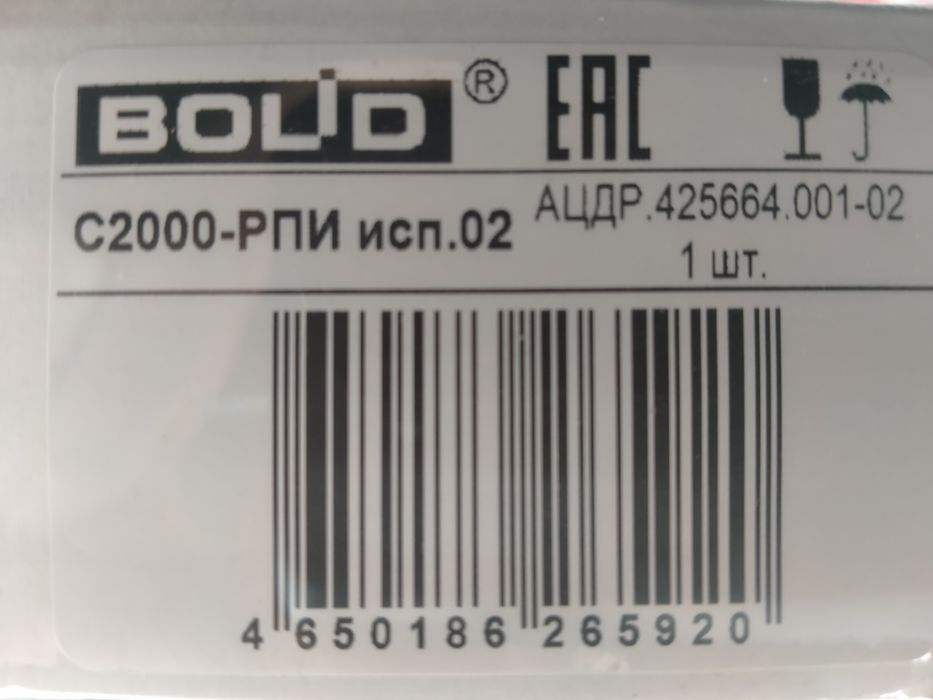 BOLID® EAC
С2000-РПИ исп.02
АЦДР.425664.001-02
1 шт.
4 650186 265920